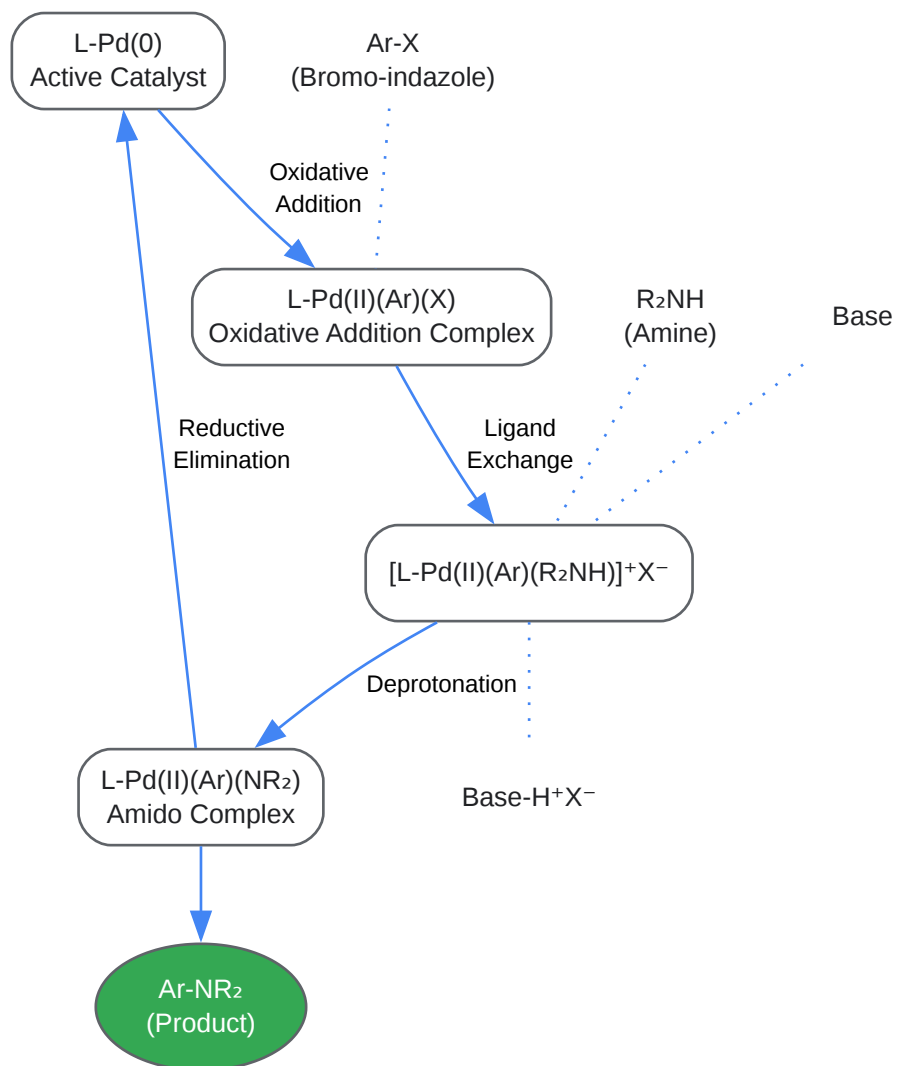 L-Pd(0)
Active Catalyst
Ar-X
(Bromo-indazole)
Oxidative
Addition
L-Pd(II)(Ar)(X)
Oxidative Addition Complex
R₂NH
(Amine)
Base
Reductive
Elimination
Ligand
Exchange
[L-Pd(II)(Ar)(R₂NH)]⁺X⁻
Deprotonation
L-Pd(II)(Ar)(NR₂)
Amido Complex
Base-H⁺X⁻
Ar-NR₂
(Product)